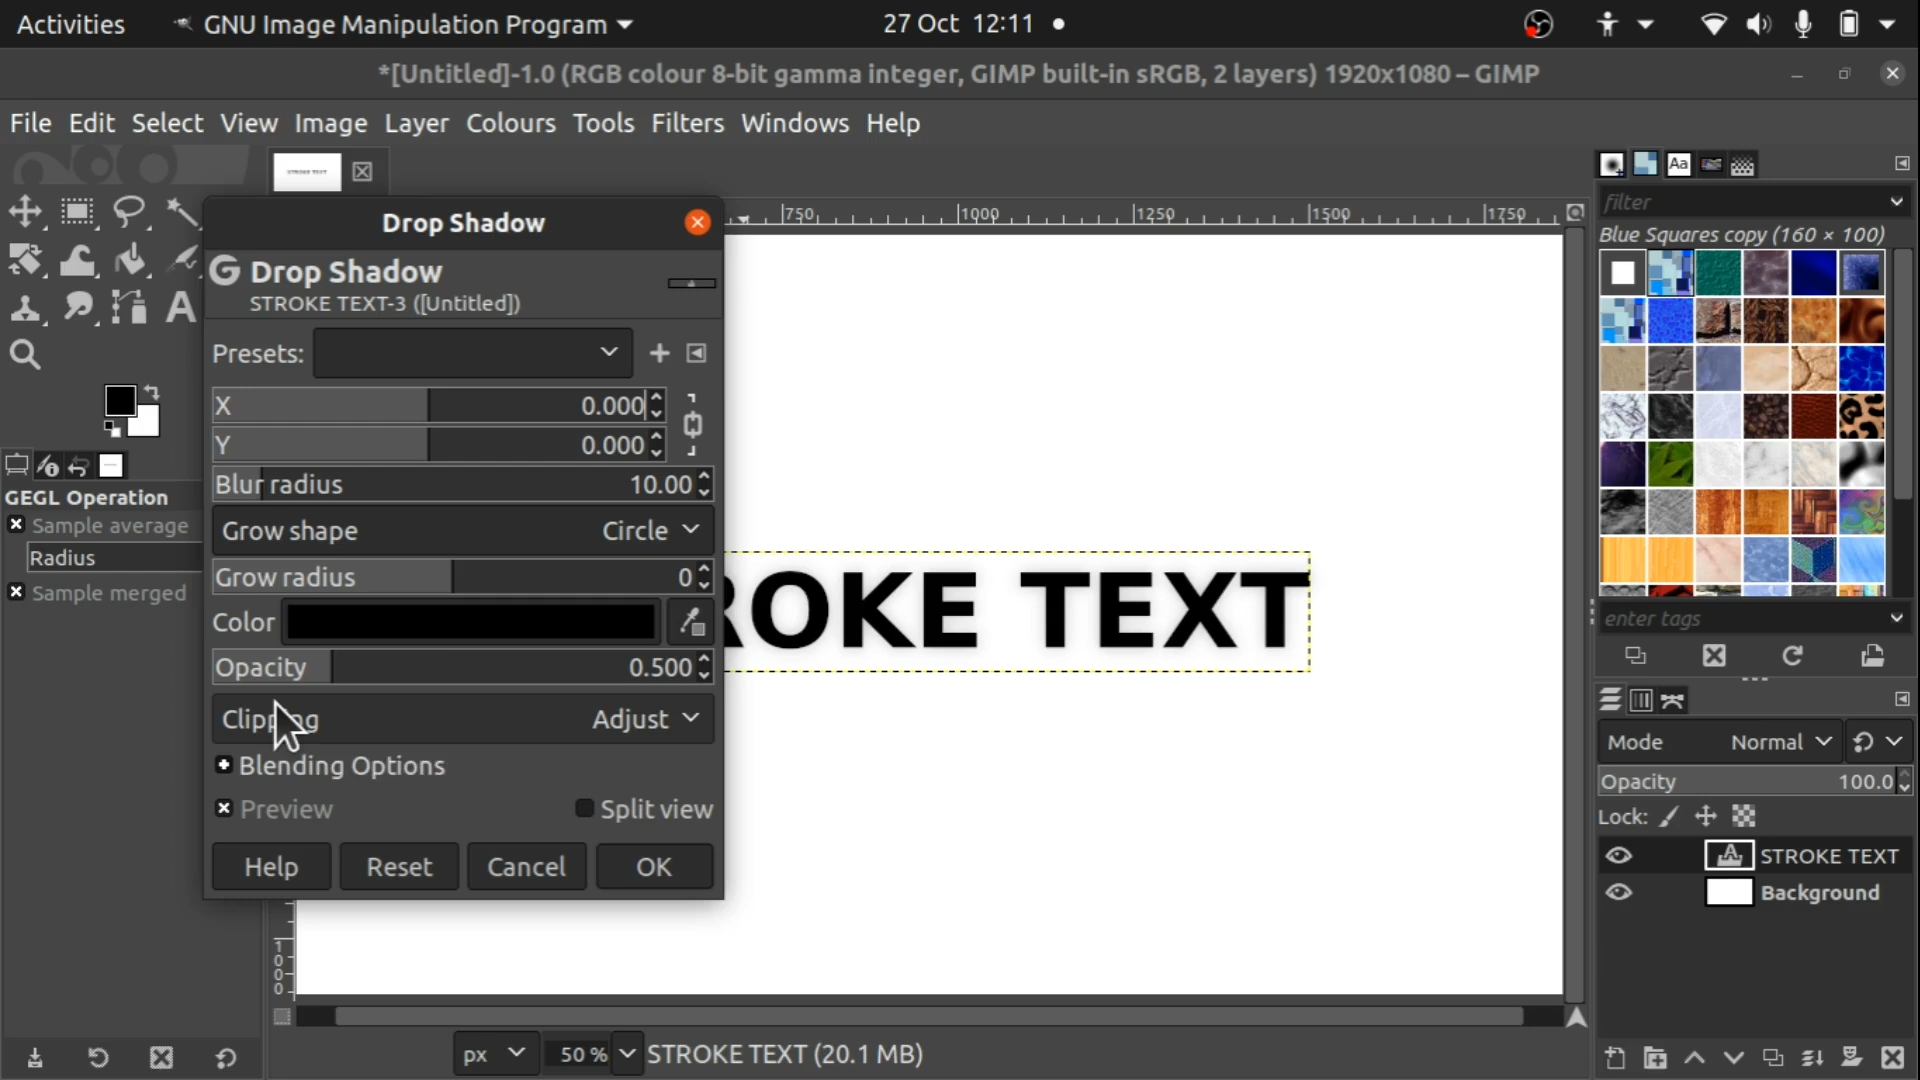 Activities GNU Image Manipulation Program 27 Oct 12:11
*[Untitled]-1.0 (RGB colour 8-bit gamma integer, GIMP built-in sRGB, 2 layers) 1920x1080 – GIMP
File Edit Select View Image Layer Colours Tools Filters Windows Help
Drop Shadow
Drop Shadow
STROKE TEXT-3 ([Untitled])
Presets:
X 0.000
Y 0.000
Blur radius 10.00
Grow shape Circle
Grow radius 0
Color
Opacity 0.500
Clipping Adjust
Blending Options
Preview Split view
Help Reset Cancel OK
GEGL Operation
Sample average
Radius
Sample merged
750 1000 1250 1500 1750
ROKE TEXT
1000
px 50 % STROKE TEXT (20.1 MB)
Aa
filter
Blue Squares copy (160 × 100)
enter tags
Mode Normal
Opacity 100.0
Lock:
STROKE TEXT
Background